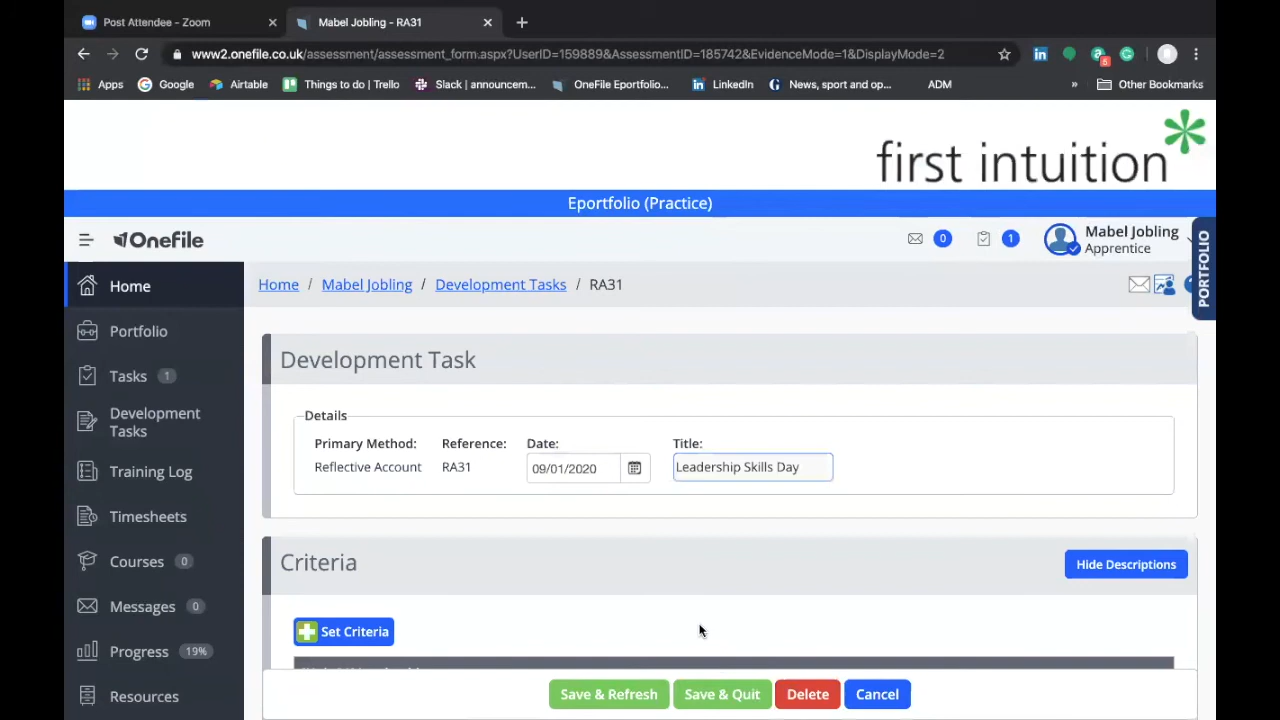 Post Attendee - Zoom
Mabel Jobling - RA31
www2.onefile.co.uk/assessment/assessment_form.aspx?UserID=159889&AssessmentID=185742&EvidenceMode=1&DisplayMode=2
Apps Google Airtable Things to do | Trello Slack | announcem... OneFile Eportfolio... LinkedIn News, sport and op... ADM » Other Bookmarks
first intuition
Eportfolio (Practice)
Onefile
0
1
Mabel Jobling
Apprentice
PORTFOLIO
Home
Portfolio
Tasks 1
Development
Tasks
Training Log
Timesheets
Courses 0
Messages 0
Progress 19%
Resources
Home / Mabel Jobling / Development Tasks / RA31
Development Task
Details
Primary Method: Reference: Date: Title:
Reflective Account RA31 09/01/2020 Leadership Skills Day
Criteria
Hide Descriptions
Set Criteria
Save & Refresh Save & Quit Delete Cancel